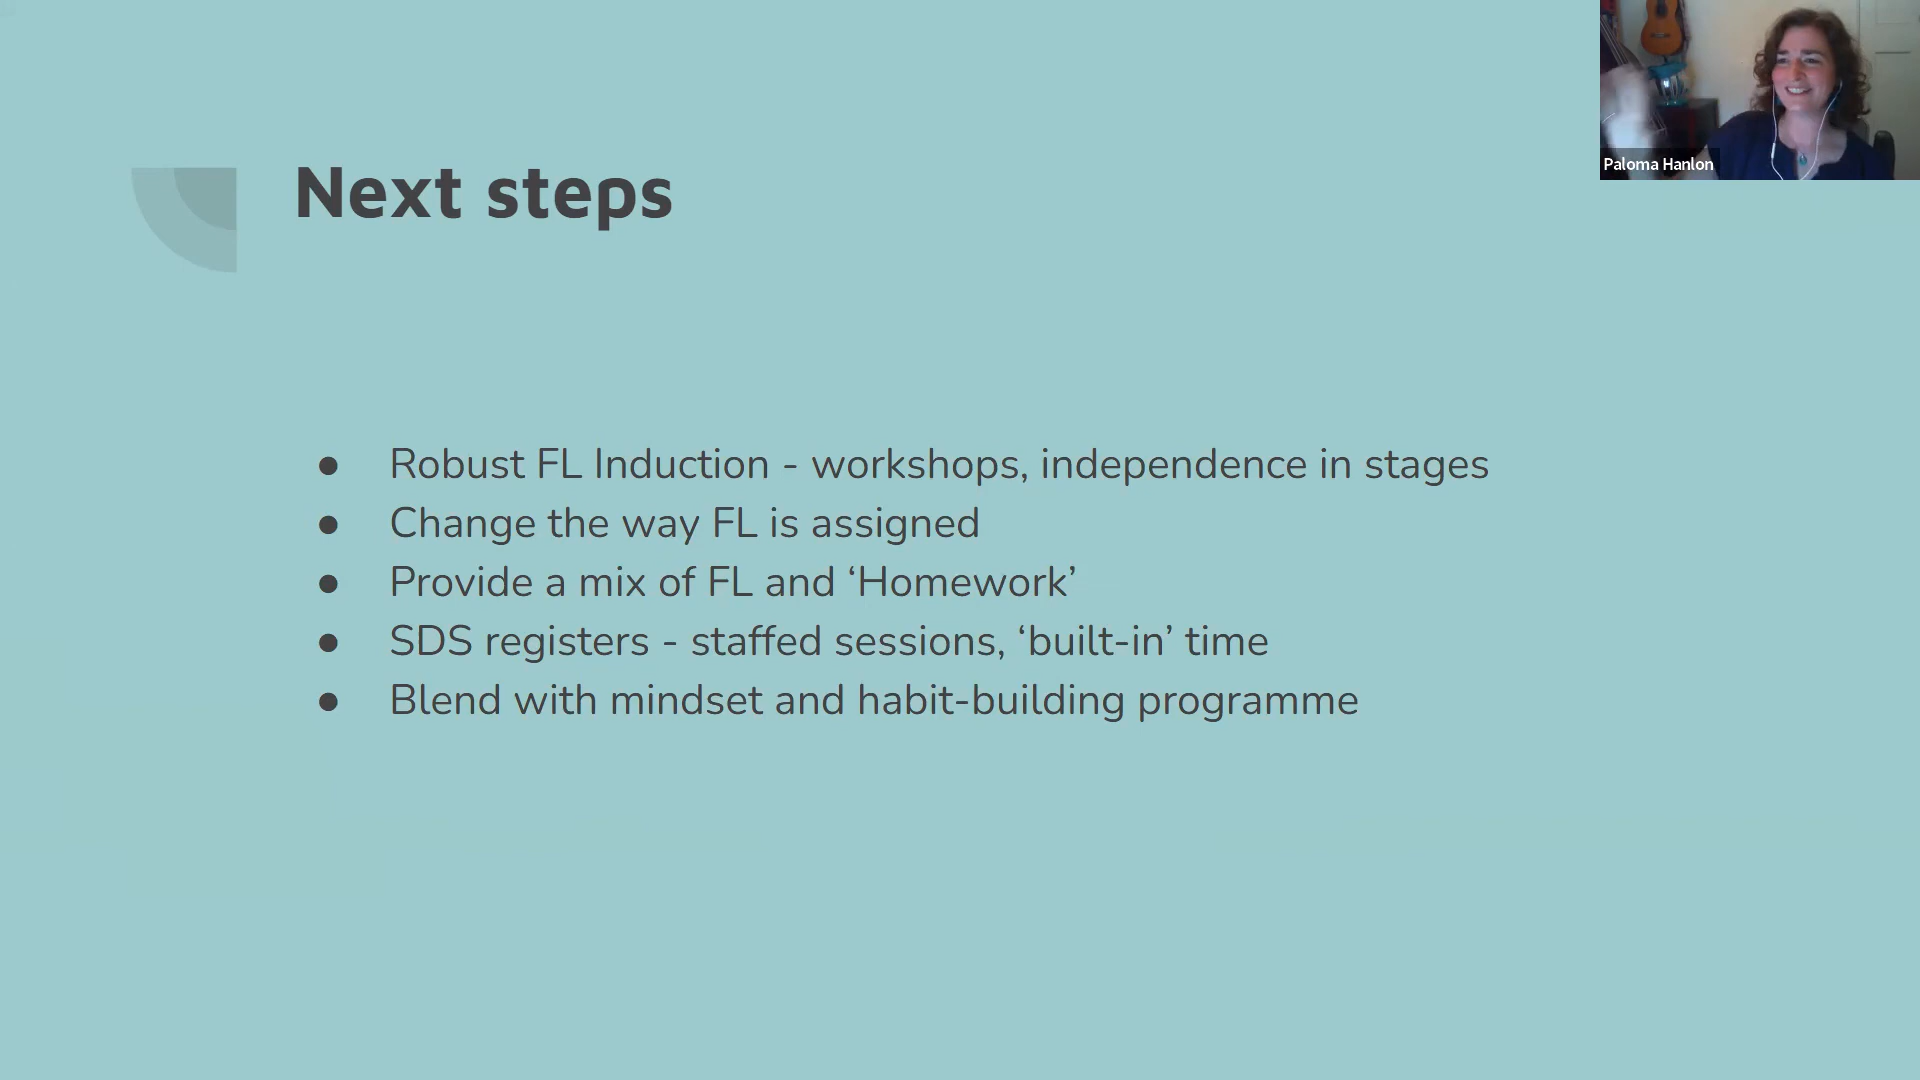 Paloma Hanlon
Next steps
● Robust FL Induction - workshops, independence in stages
● Change the way FL is assigned
● Provide a mix of FL and ‘Homework’
● SDS registers - staffed sessions, ‘built-in’ time
● Blend with mindset and habit-building programme